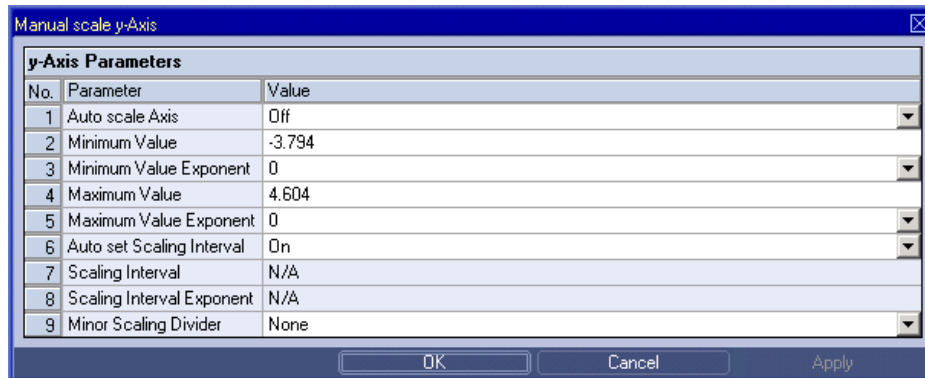 Manual scale y-Axis
y-Axis Parameters
No. Parameter Value
1 Auto scale Axis Off
2 Minimum Value -3.794
3 Minimum Value Exponent 0
4 Maximum Value 4.604
5 Maximum Value Exponent 0
6 Auto set Scaling Interval On
7 Scaling Interval N/A
8 Scaling Interval Exponent N/A
9 Minor Scaling Divider None
OK Cancel Apply